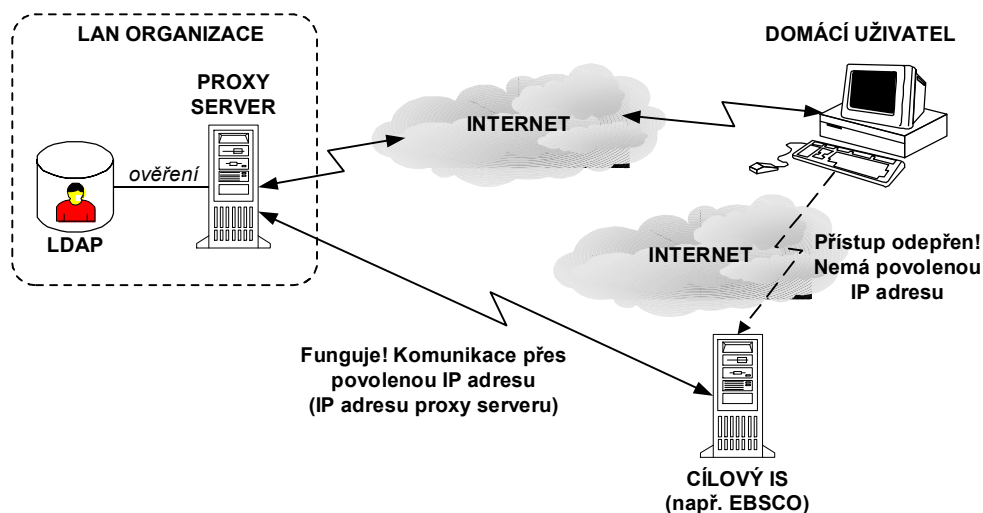 LAN ORGANIZACE
DOMÁCÍ UŽIVATEL
PROXY
SERVER
INTERNET
ověření
LDAP
INTERNET
Přístup odepřen!
Nemá povolenou
IP adresu
Funguje! Komunikace přes
povolenou IP adresu
(IP adresu proxy serveru)
CÍLOVÝ IS
(např. EBSCO)